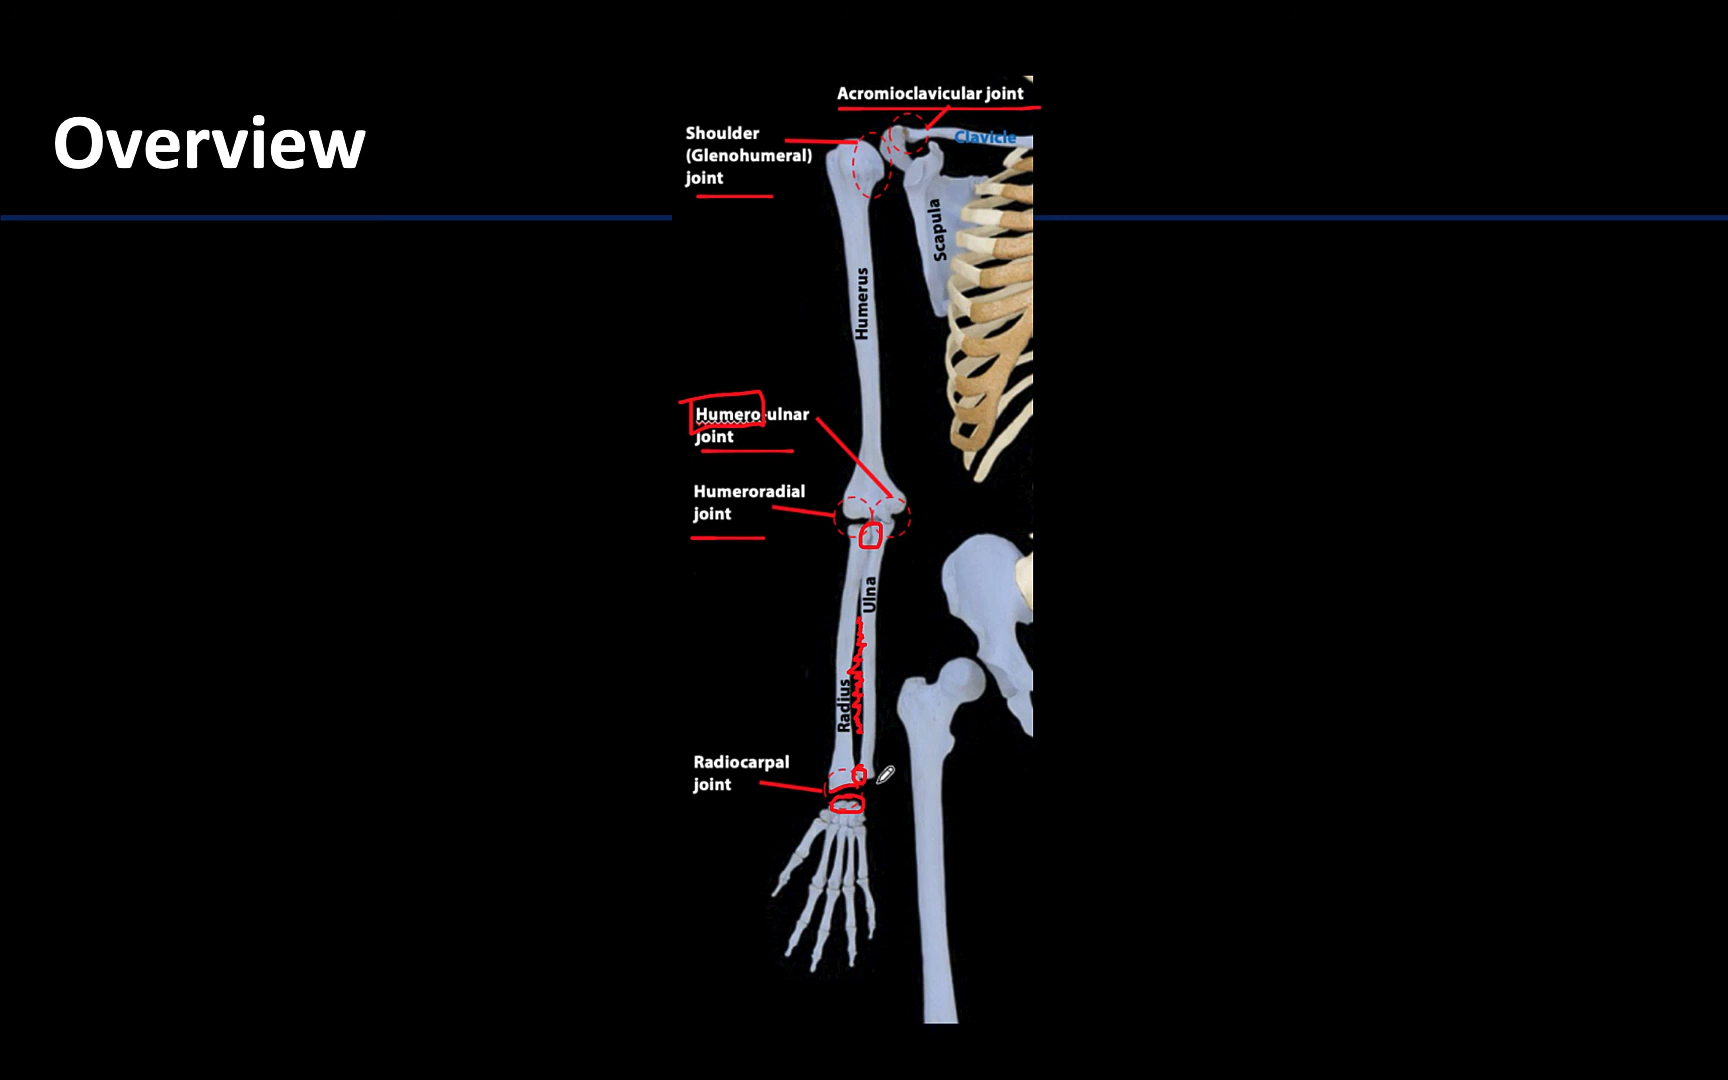 Overview
Acromioclavicular joint
Shoulder
(Glenohumeral)
joint
Clavicle
Scapula
Humerus
Humero-ulnar
joint
Humeroradial
joint
Ulna
Radius
Radiocarpal
joint